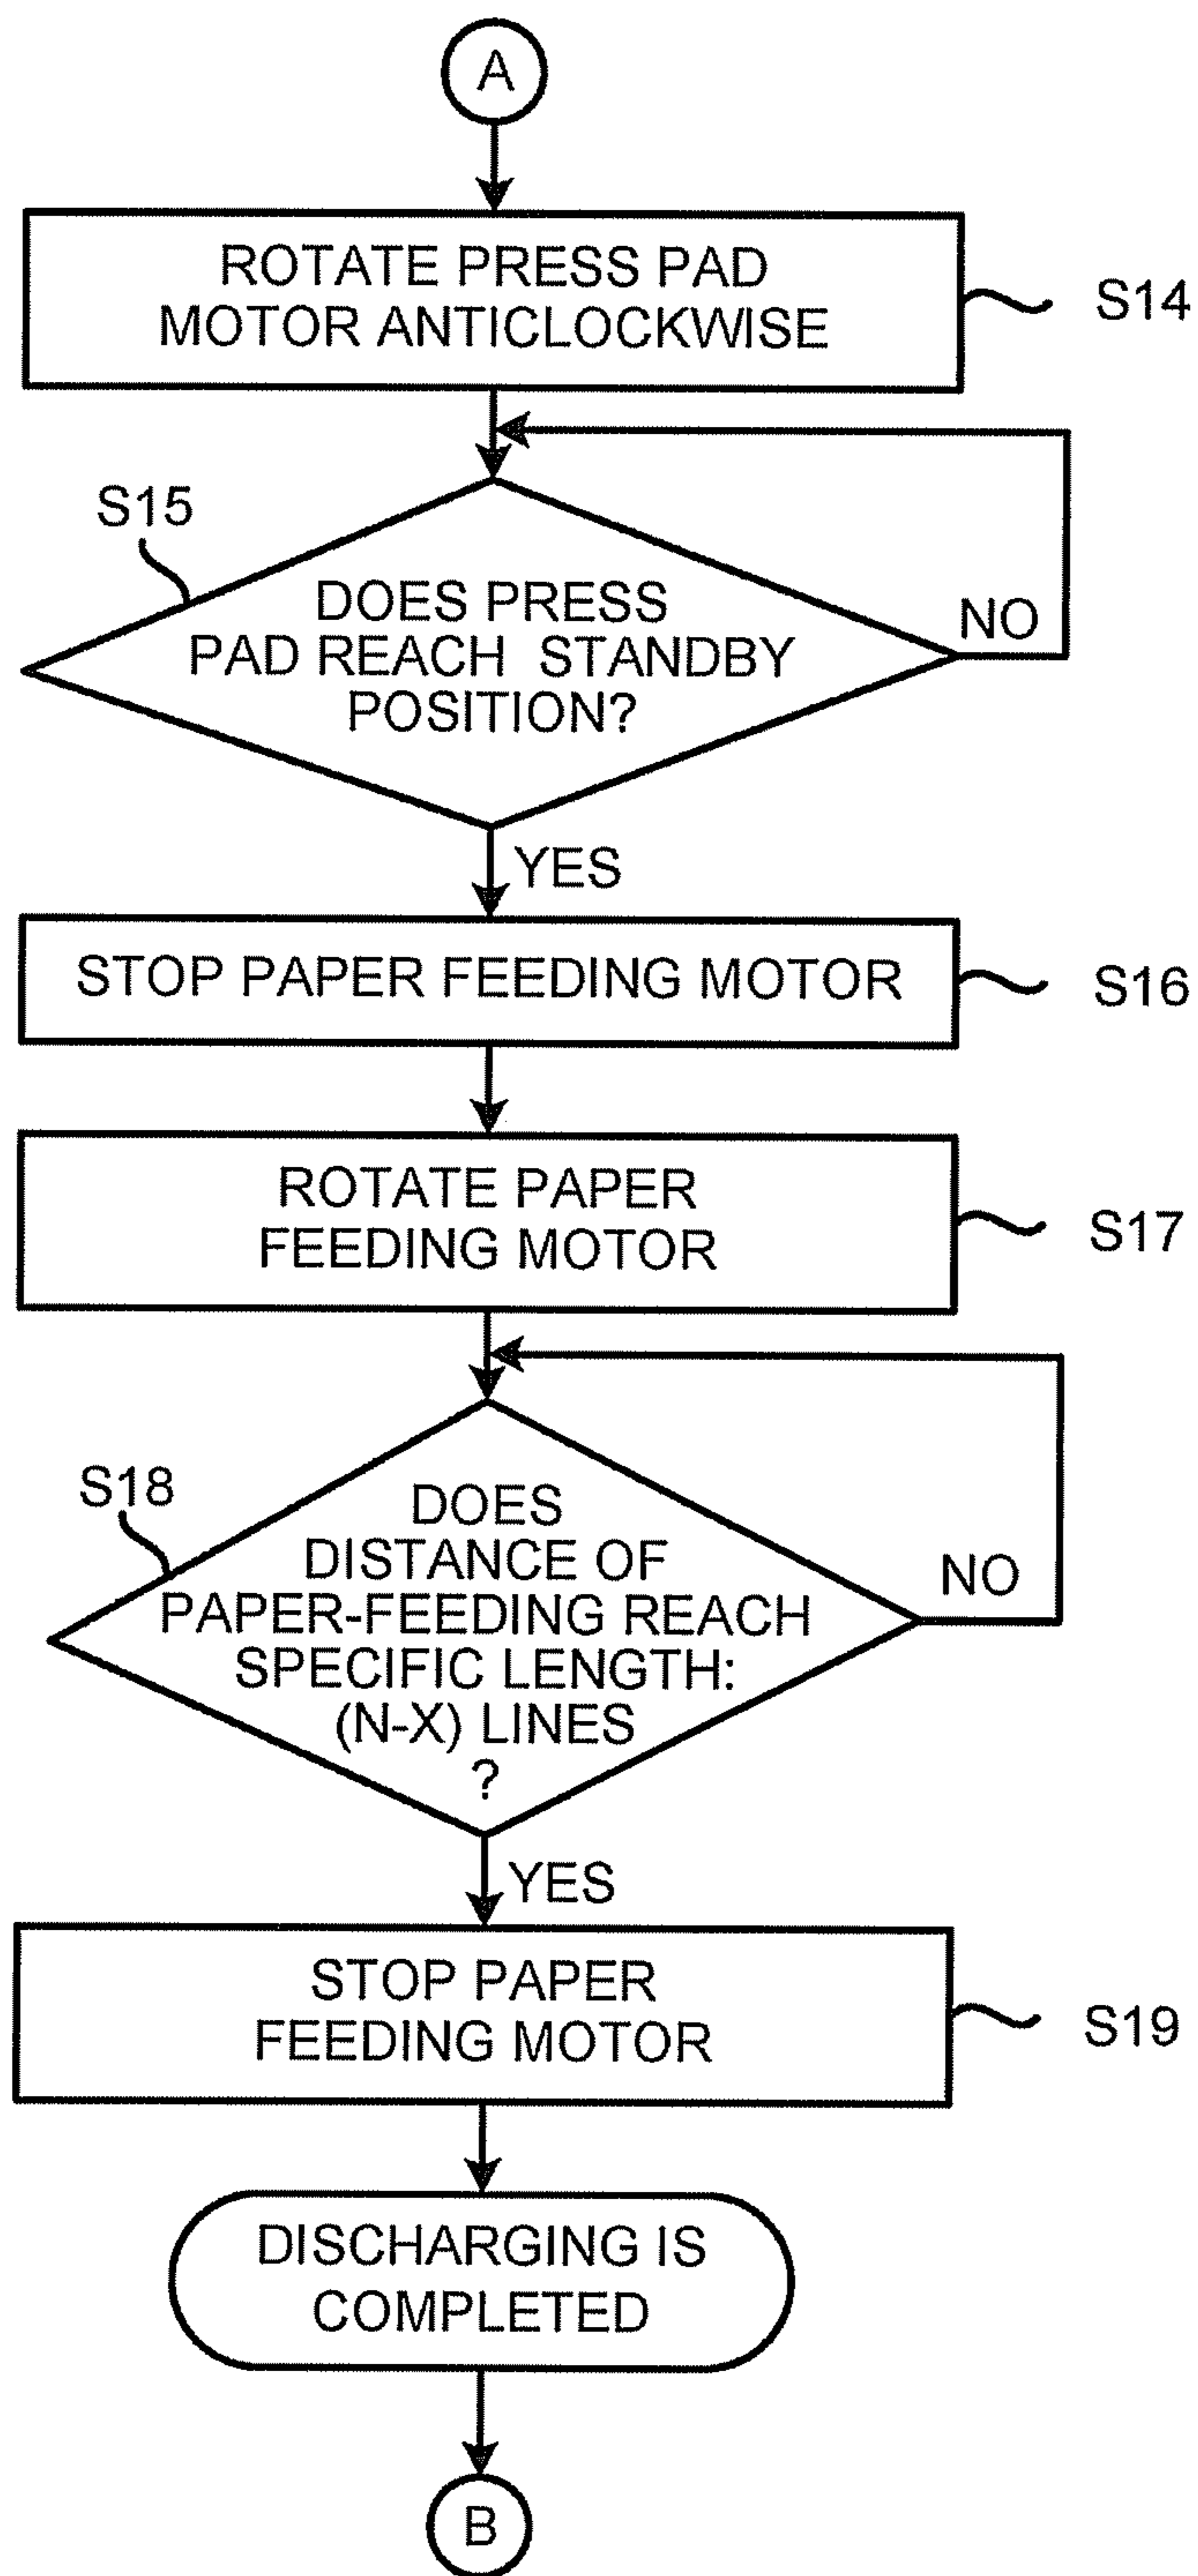 A
ROTATE PRESS PAD
MOTOR ANTICLOCKWISE
S14
S15
DOES PRESS
PAD REACH STANDBY
POSITION?
NO
YES
STOP PAPER FEEDING MOTOR
S16
ROTATE PAPER
FEEDING MOTOR
S17
S18
DOES
DISTANCE OF
PAPER-FEEDING REACH
SPECIFIC LENGTH:
(N-X) LINES
?
NO
YES
STOP PAPER
FEEDING MOTOR
S19
DISCHARGING IS
COMPLETED
B